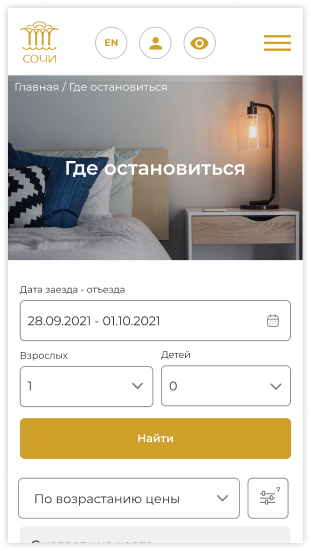 СОЧИ
EN
Главная / Где остановиться
Где остановиться
Дата заезда - отъезда
28.09.2021 - 01.10.2021
Взрослых
Детей
1
0
Найти
По возрастанию цены
7